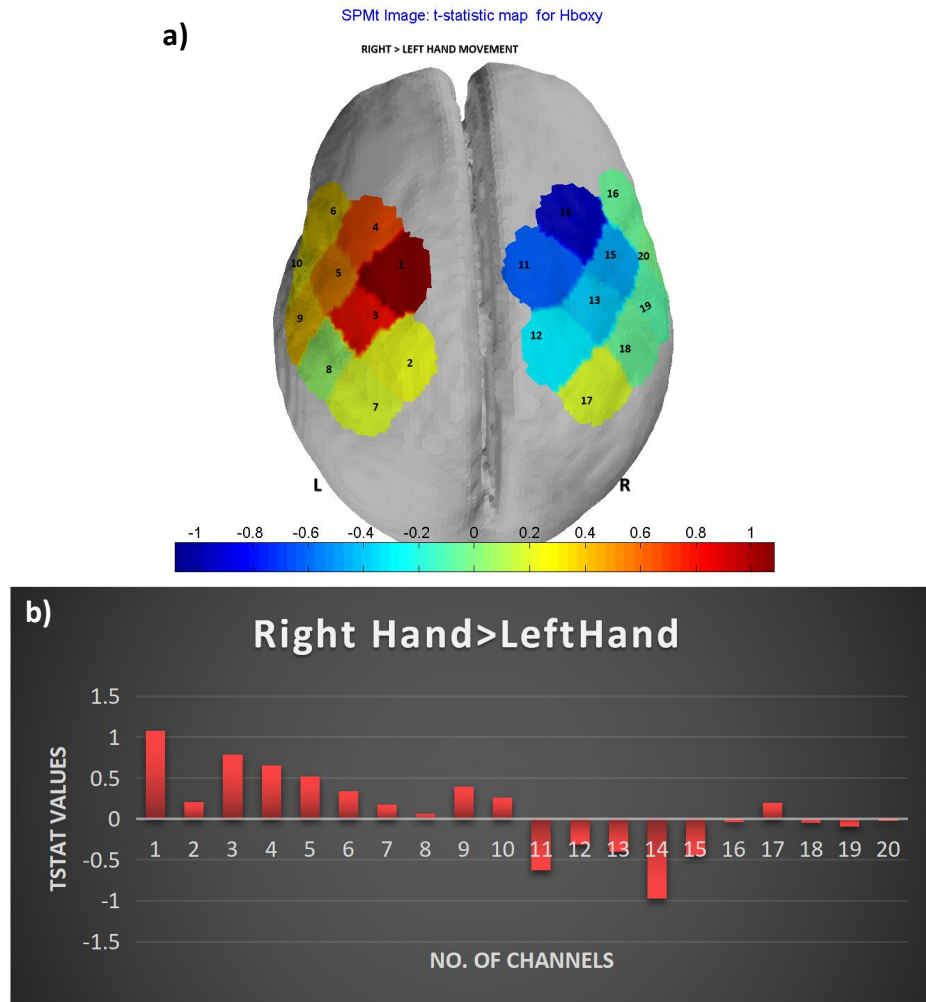 SPMt Image: t-statistic map for Hboxy
a)
RIGHT > LEFT HAND MOVEMENT
16
6
14
4
10
5
1
11
15
20
13
9
3
19
12
8
2
18
7
17
L
R
-1 -0.8 -0.6 -0.4 -0.2 0 0.2 0.4 0.6 0.8 1
b)
Right Hand>LeftHand
1.5
1
0.5
0
-0.5
-1
-1.5
TSTAT VALUES
1 2 3 4 5 6 7 8 9 10 11 12 13 14 15 16 17 18 19 20
NO. OF CHANNELS